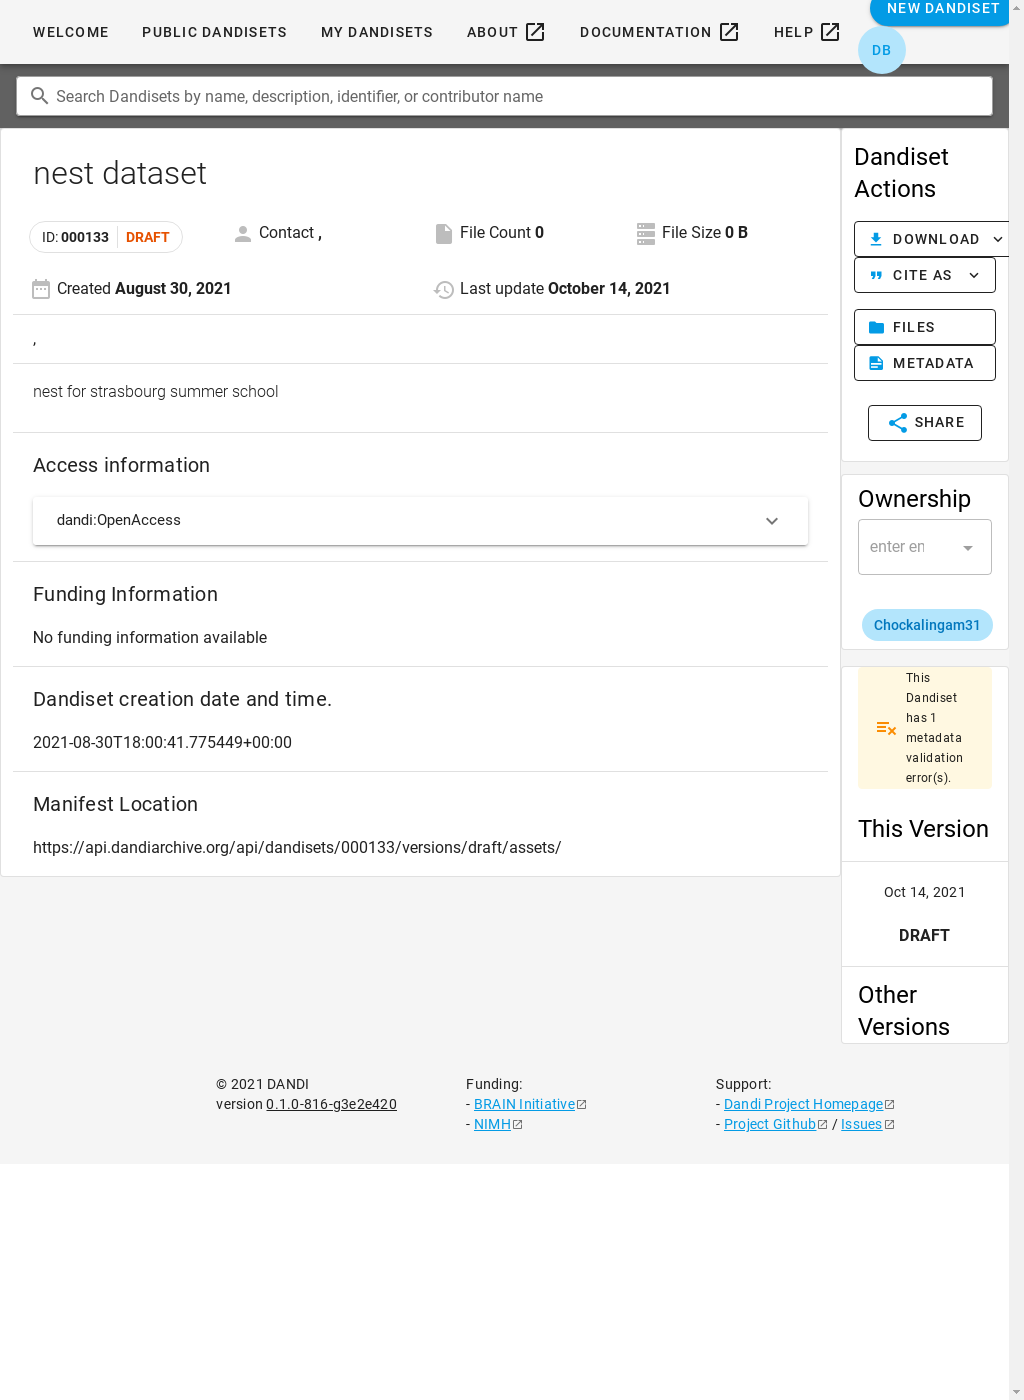 WELCOME
PUBLIC DANDISETS
MY DANDISETS
ABOUT
DOCUMENTATION
HELP
NEW DANDISET
DB
Search Dandisets by name, description, identifier, or contributor name
nest dataset
ID: 000133 DRAFT
Contact ,
File Count 0
File Size 0 B
Created August 30, 2021
Last update October 14, 2021
,
nest for strasbourg summer school
Access information
dandi:OpenAccess
Funding Information
No funding information available
Dandiset creation date and time.
2021-08-30T18:00:41.775449+00:00
Manifest Location
https://api.dandiarchive.org/api/dandisets/000133/versions/draft/assets/
Dandiset
Actions
DOWNLOAD
CITE AS
FILES
METADATA
SHARE
Ownership
enter en
Chockalingam31
This
Dandiset
has 1
metadata
validation
error(s).
This Version
Oct 14, 2021
DRAFT
Other
Versions
© 2021 DANDI
version 0.1.0-816-g3e2e420
Funding:
- BRAIN Initiative
- NIMH
Support:
- Dandi Project Homepage
- Project Github / Issues